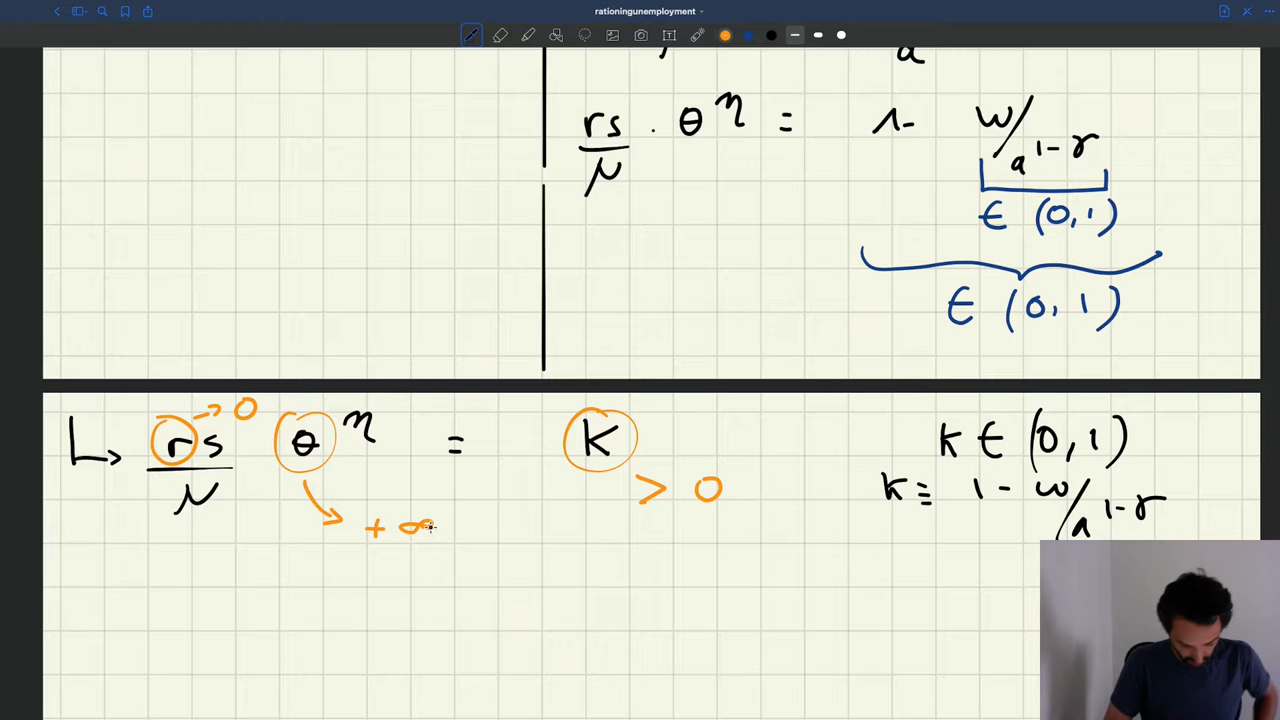 rationingunemployment
a
rs/μ · θ^η = 1 - w/a^1-γ
∈ (0,1)
∈ (0,1)
↳ rs/μ θ^η = K
→ 0
> 0
→ +∞
K ∈ (0,1)
K ≡ 1 - w/a^1-γ